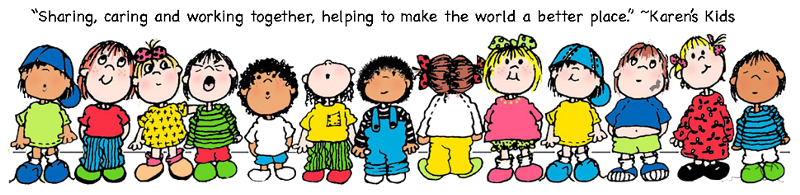 “Sharing, caring and working together, helping to make the world a better place.” ~Karen's Kids